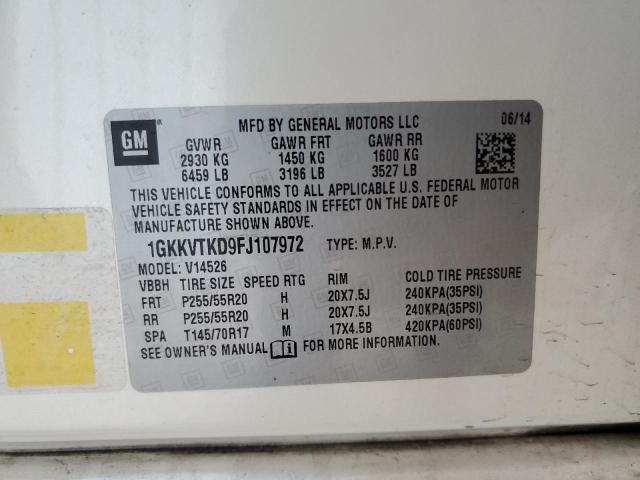 GM
MFD BY GENERAL MOTORS LLC 06/14
GVWR GAWR FRT GAWR RR
2930 KG 1450 KG 1600 KG
6459 LB 3196 LB 3527 LB
THIS VEHICLE CONFORMS TO ALL APPLICABLE U.S. FEDERAL MOTOR
VEHICLE SAFETY STANDARDS IN EFFECT ON THE DATE OF
MANUFACTURE SHOWN ABOVE.
1GKKVTKD9FJ107972 TYPE: M.P.V.
MODEL: V14526
VBBH TIRE SIZE SPEED RTG RIM COLD TIRE PRESSURE
FRT P255/55R20 H 20X7.5J 240KPA(35PSI)
RR P255/55R20 H 20X7.5J 240KPA(35PSI)
SPA T145/70R17 M 17X4.5B 420KPA(60PSI)
SEE OWNER'S MANUAL FOR MORE INFORMATION.